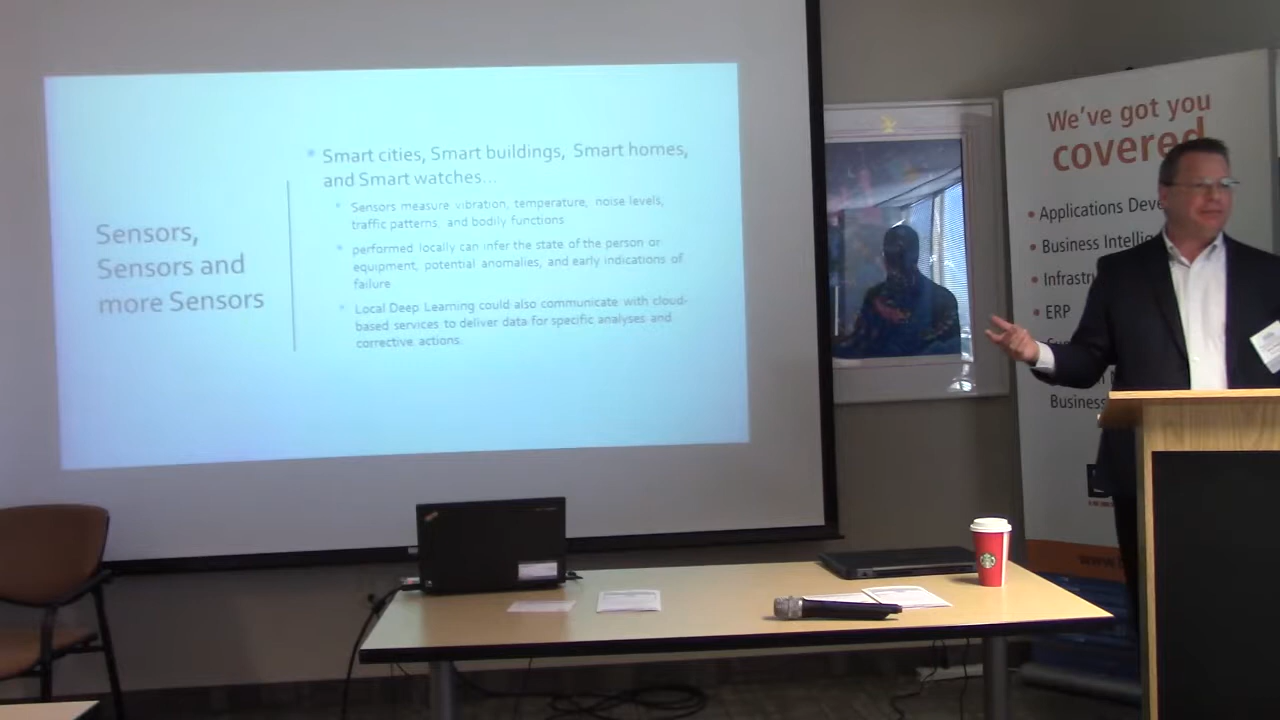 Sensors,
Sensors and
more Sensors
Smart cities, Smart buildings, Smart homes,
and Smart watches...
Sensors measure vibration, temperature, noise levels,
traffic patterns, and bodily functions
performed locally can infer the state of the person or
equipment, potential anomalies, and early indications of
failure
Local Deep Learning could also communicate with cloud-
based services to deliver data for specific analyses and
corrective actions.
We've got you
covered
• Applications Deve
• Business Intellig
• Infrastr
• ERP
Business